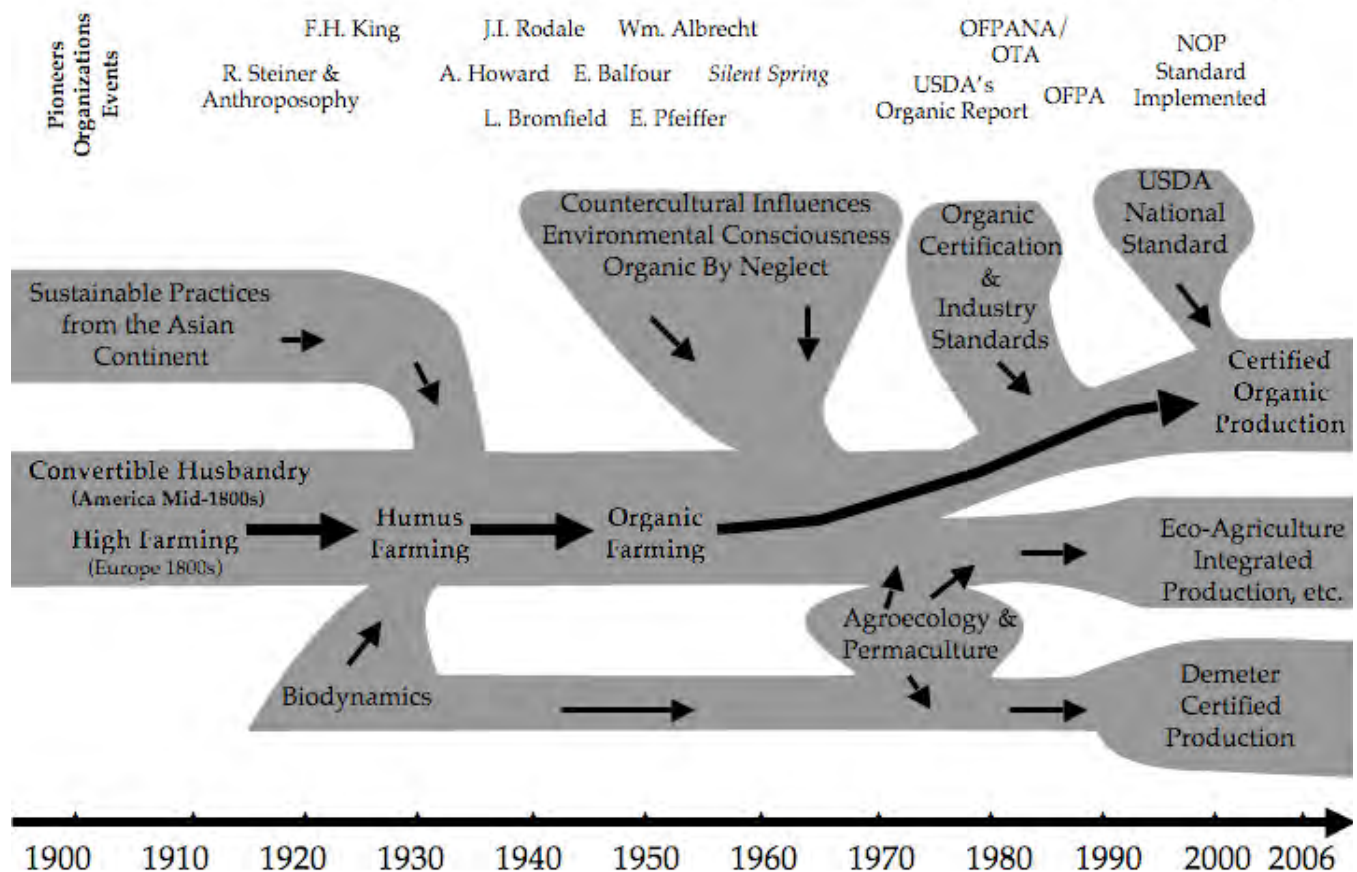 Pioneers
Organizations
Events
F.H. King
J.I. Rodale
Wm. Albrecht
OFPANA/
OTA
NOP
Standard
Implemented
R. Steiner &
Anthroposophy
A. Howard
E. Balfour
Silent Spring
USDA's
Organic Report
OFPA
L. Bromfield
E. Pfeiffer
Countercultural Influences
Environmental Consciousness
Organic By Neglect
Organic
Certification
&
Industry
Standards
USDA
National
Standard
Sustainable Practices
from the Asian
Continent
Certified
Organic
Production
Convertible Husbandry
(America Mid-1800s)
High Farming
(Europe 1800s)
Humus
Farming
Organic
Farming
Eco-Agriculture
Integrated
Production, etc.
Agroecology &
Permaculture
Biodynamics
Demeter
Certified
Production
1900 1910 1920 1930 1940 1950 1960 1970 1980 1990 2000 2006